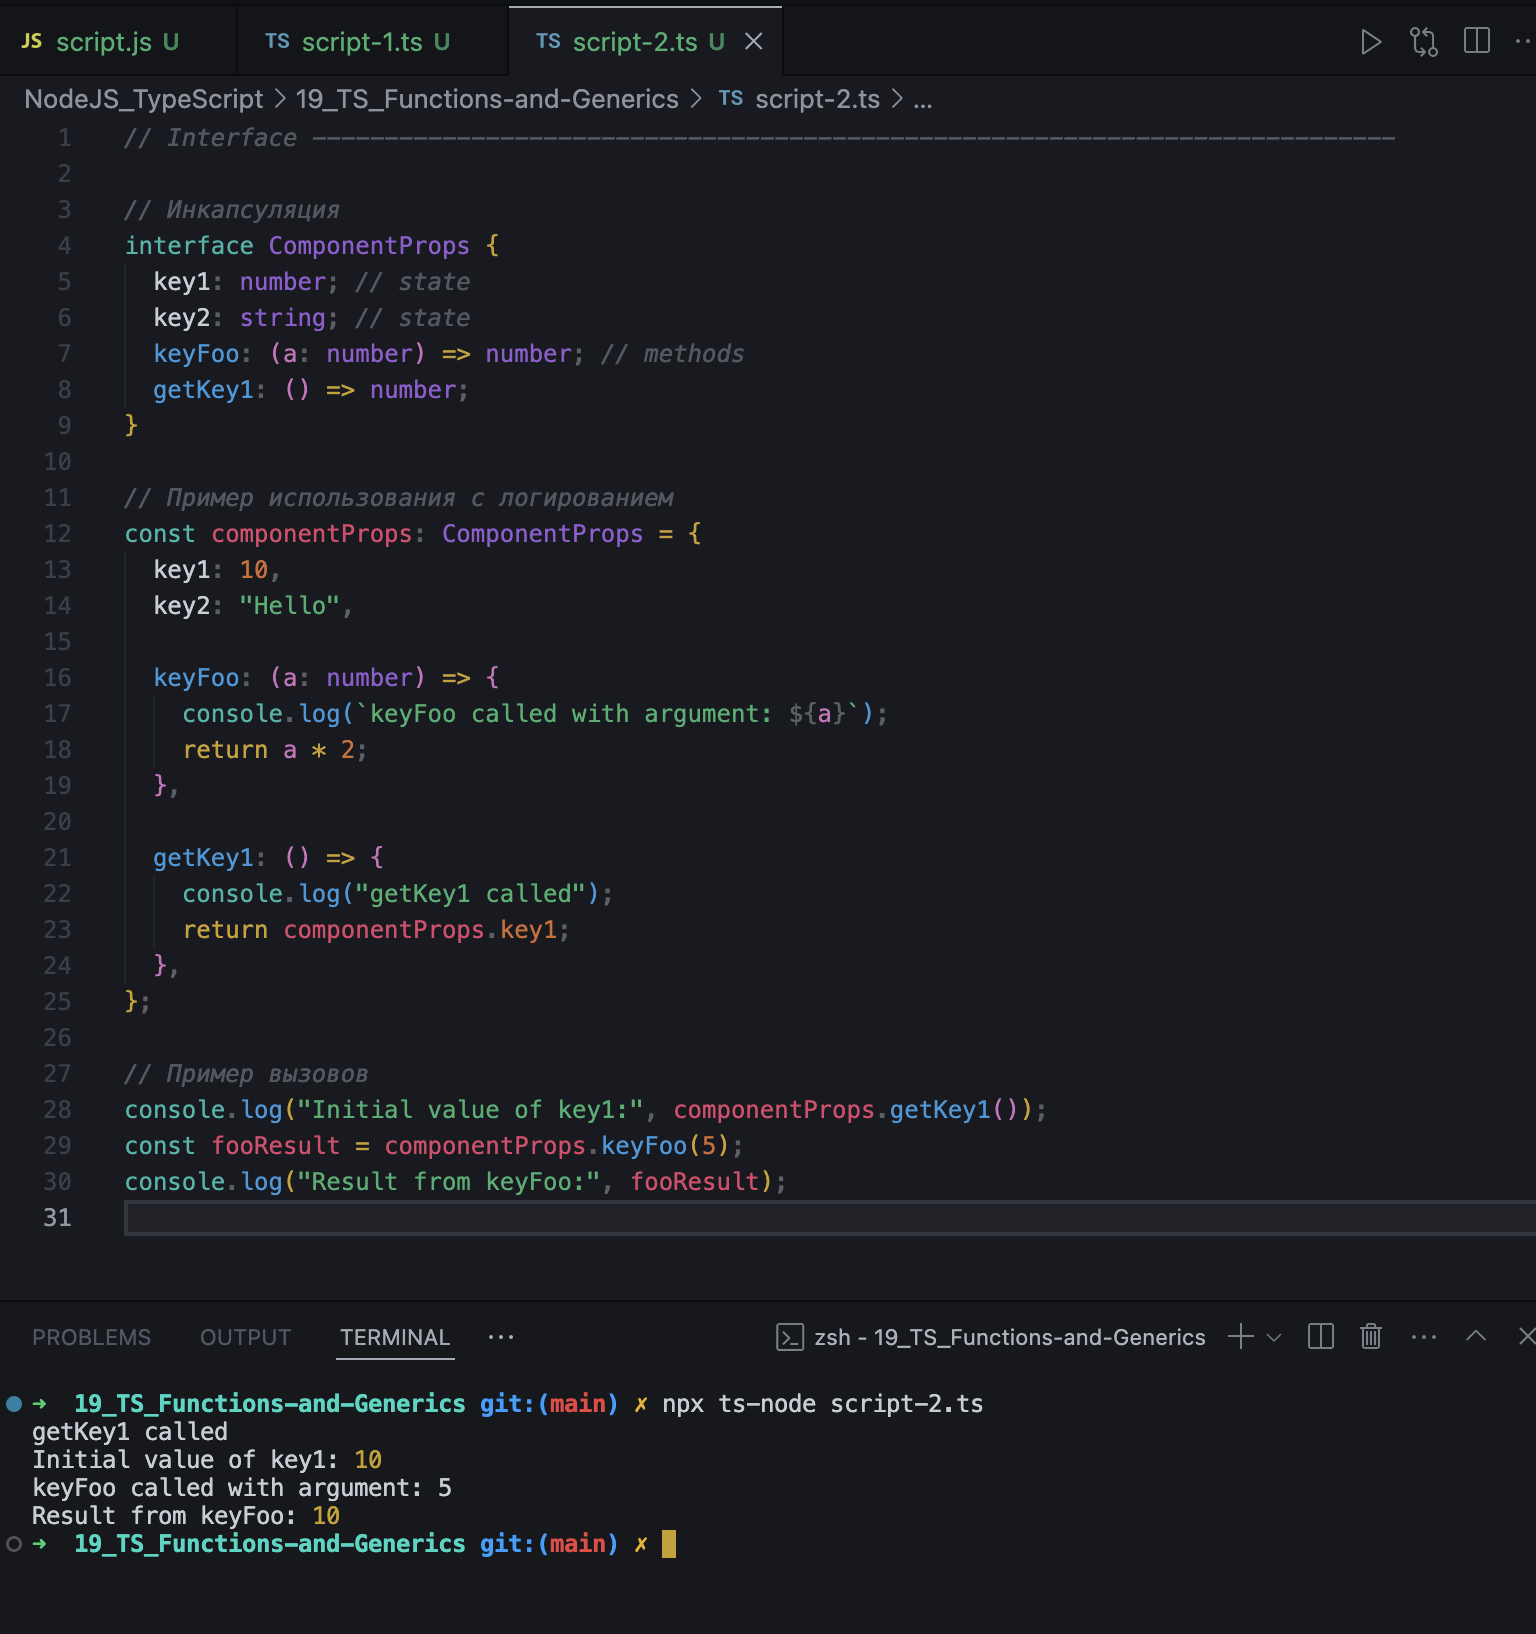 JS script.js U TS script-1.ts U TS script-2.ts U
NodeJS_TypeScript > 19_TS_Functions-and-Generics > TS script-2.ts > ...
1 // Interface ---------------------------------------------------------------------------
2
3 // Инкапсуляция
4 interface ComponentProps {
5 key1: number; // state
6 key2: string; // state
7 keyFoo: (a: number) => number; // methods
8 getKey1: () => number;
9 }
10
11 // Пример использования с логированием
12 const componentProps: ComponentProps = {
13 key1: 10,
14 key2: "Hello",
15
16 keyFoo: (a: number) => {
17 console.log(`keyFoo called with argument: ${a}`);
18 return a * 2;
19 },
20
21 getKey1: () => {
22 console.log("getKey1 called");
23 return componentProps.key1;
24 },
25 };
26
27 // Пример вызовов
28 console.log("Initial value of key1:", componentProps.getKey1());
29 const fooResult = componentProps.keyFoo(5);
30 console.log("Result from keyFoo:", fooResult);
31
PROBLEMS OUTPUT TERMINAL ··· zsh - 19_TS_Functions-and-Generics
➜ 19_TS_Functions-and-Generics git:(main) ✗ npx ts-node script-2.ts
getKey1 called
Initial value of key1: 10
keyFoo called with argument: 5
Result from keyFoo: 10
➜ 19_TS_Functions-and-Generics git:(main) ✗